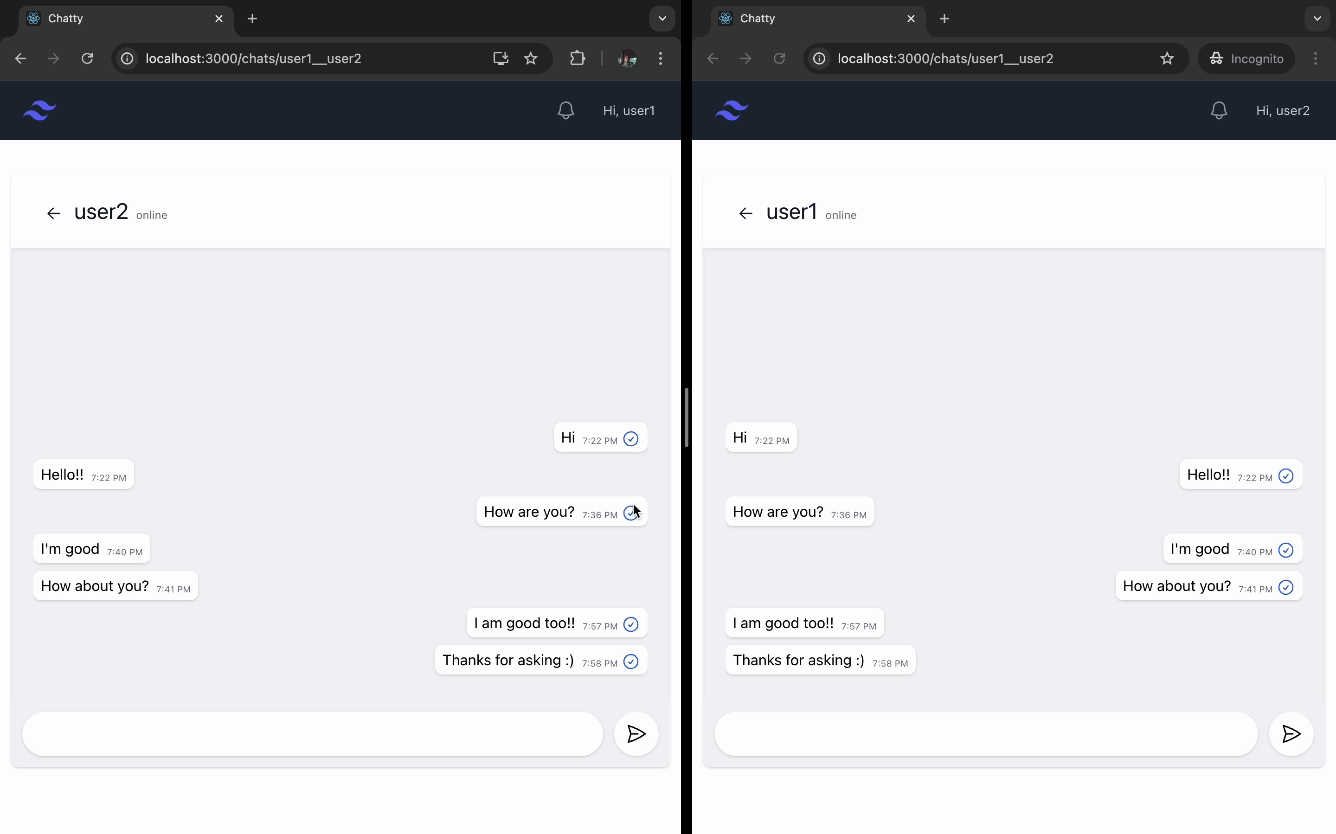 Chatty
localhost:3000/chats/user1__user2
Hi, user1
user2 online
Hi 7:22 PM
Hello!! 7:22 PM
How are you? 7:36 PM
I'm good 7:40 PM
How about you? 7:41 PM
I am good too!! 7:57 PM
Thanks for asking :) 7:58 PM
Chatty
localhost:3000/chats/user1__user2
Incognito
Hi, user2
user1 online
Hi 7:22 PM
Hello!! 7:22 PM
How are you? 7:36 PM
I'm good 7:40 PM
How about you? 7:41 PM
I am good too!! 7:57 PM
Thanks for asking :) 7:58 PM